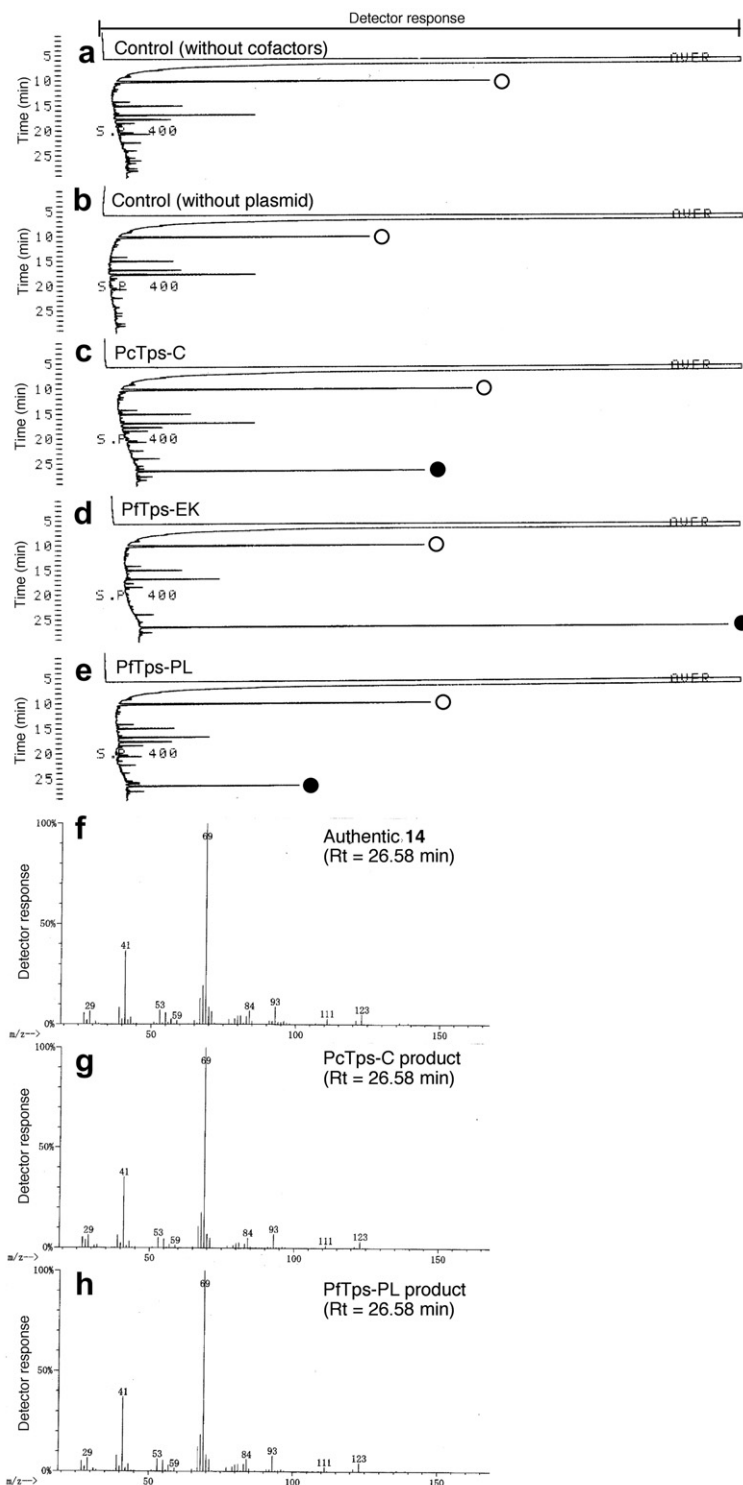 Detector response
a Control (without cofactors)
OVER
Time (min)
5
10
15
20
25
S.P 400
b Control (without plasmid)
OVER
Time (min)
5
10
15
20
25
S.P 400
c PcTps-C
OVER
Time (min)
5
10
15
20
25
S.P 400
d PfTps-EK
OVER
Time (min)
5
10
15
20
25
S.P 400
e PfTps-PL
OVER
Time (min)
5
10
15
20
25
S.P 400
f
Authentic 14
(Rt = 26.58 min)
Detector response
100%
50%
0%
29
41
53
59
69
84
93
111
123
m/z-->
50
100
150
g
PcTps-C product
(Rt = 26.58 min)
Detector response
100%
50%
0%
29
41
53
59
69
84
93
111
123
m/z-->
50
100
150
h
PfTps-PL product
(Rt = 26.58 min)
Detector response
100%
50%
0%
29
41
53
59
69
84
93
111
123
m/z-->
50
100
150